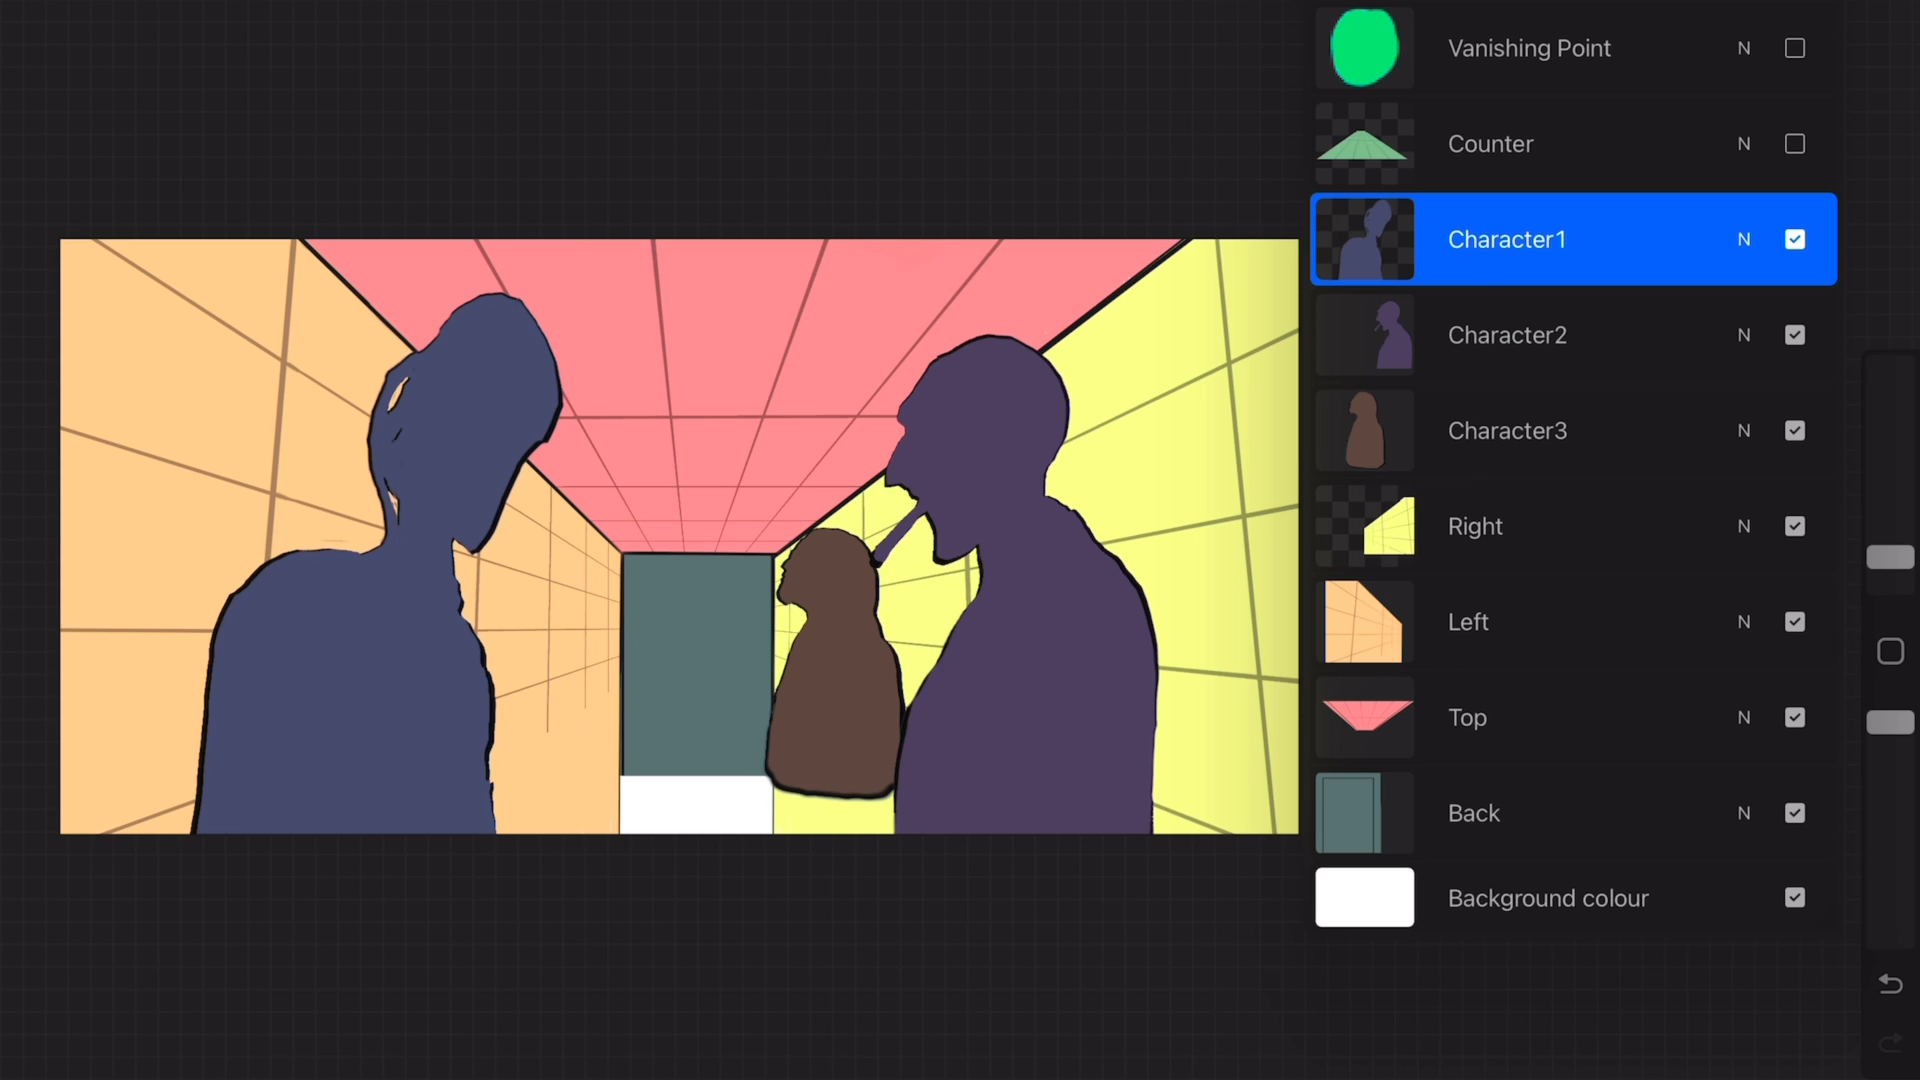 Vanishing Point N
Counter N
Character1 N
Character2 N
Character3 N
Right N
Left N
Top N
Back N
Background colour